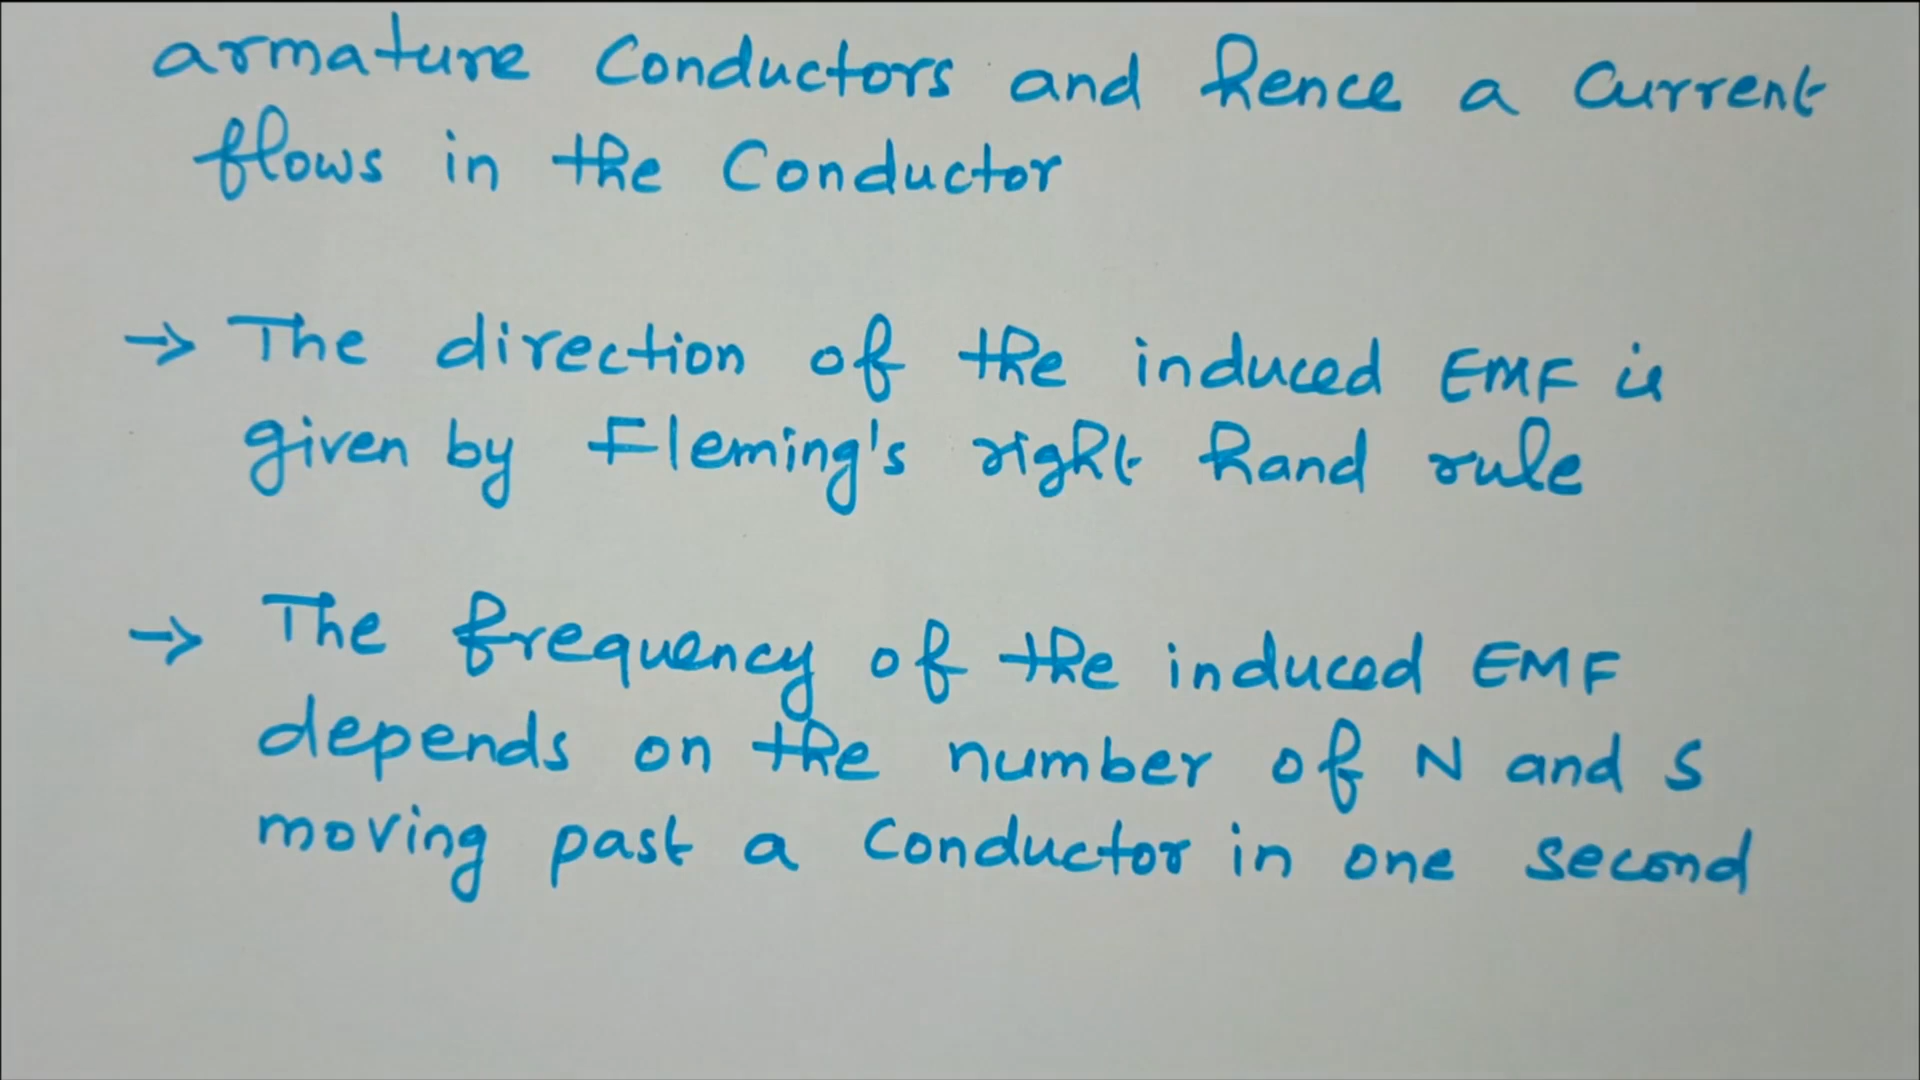 armature Conductors and hence a Current
flows in the Conductor
→ The direction of the induced EMF is
given by Fleming's right hand rule
→ The frequency of the induced EMF
depends on the number of N and S
moving past a Conductor in one second